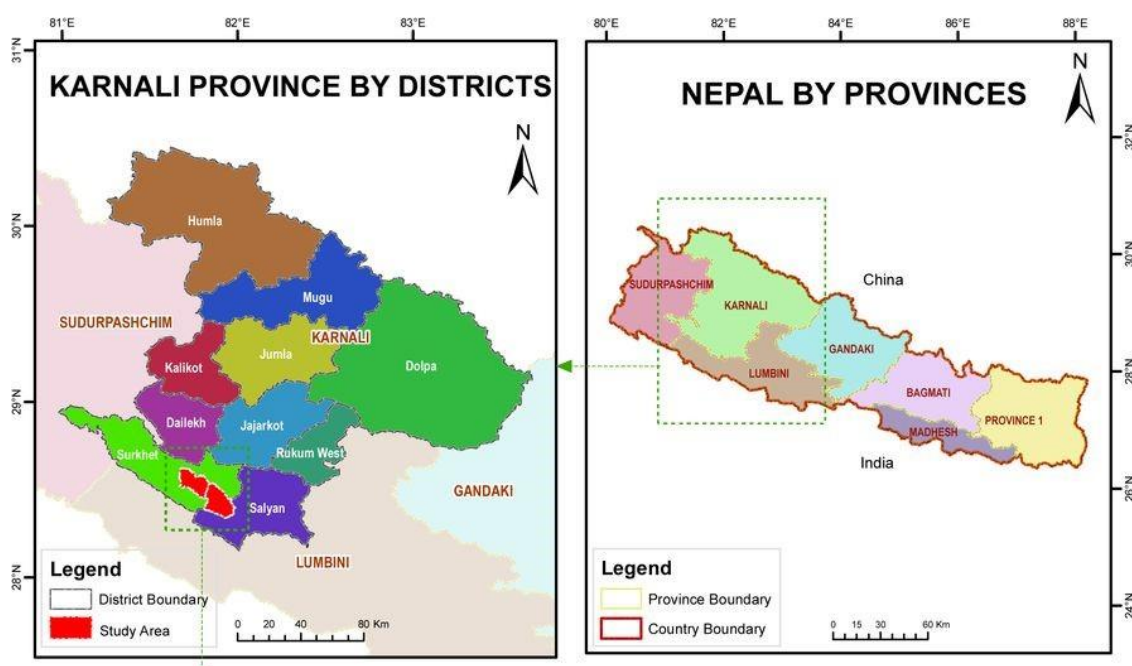 81°E 82°E 83°E
31°N
30°N
29°N
28°N
KARNALI PROVINCE BY DISTRICTS
N
Humla
Mugu
SUDURPASHCHIM
KARNALI
Jumla
Kalikot
Dolpa
Dailekh
Jajarkot
Surkhet
Rukum West
Salyan
GANDAKI
LUMBINI
Legend
District Boundary
Study Area
0 20 40 80 Km
80°E 82°E 84°E 86°E 88°E
NEPAL BY PROVINCES
N
32°N
30°N
28°N
26°N
24°N
China
SUDURPASHCHIM
KARNALI
GANDAKI
LUMBINI
BAGMATI
PROVINCE 1
MADHESH
India
Legend
Province Boundary
Country Boundary
0 15 30 60 Km